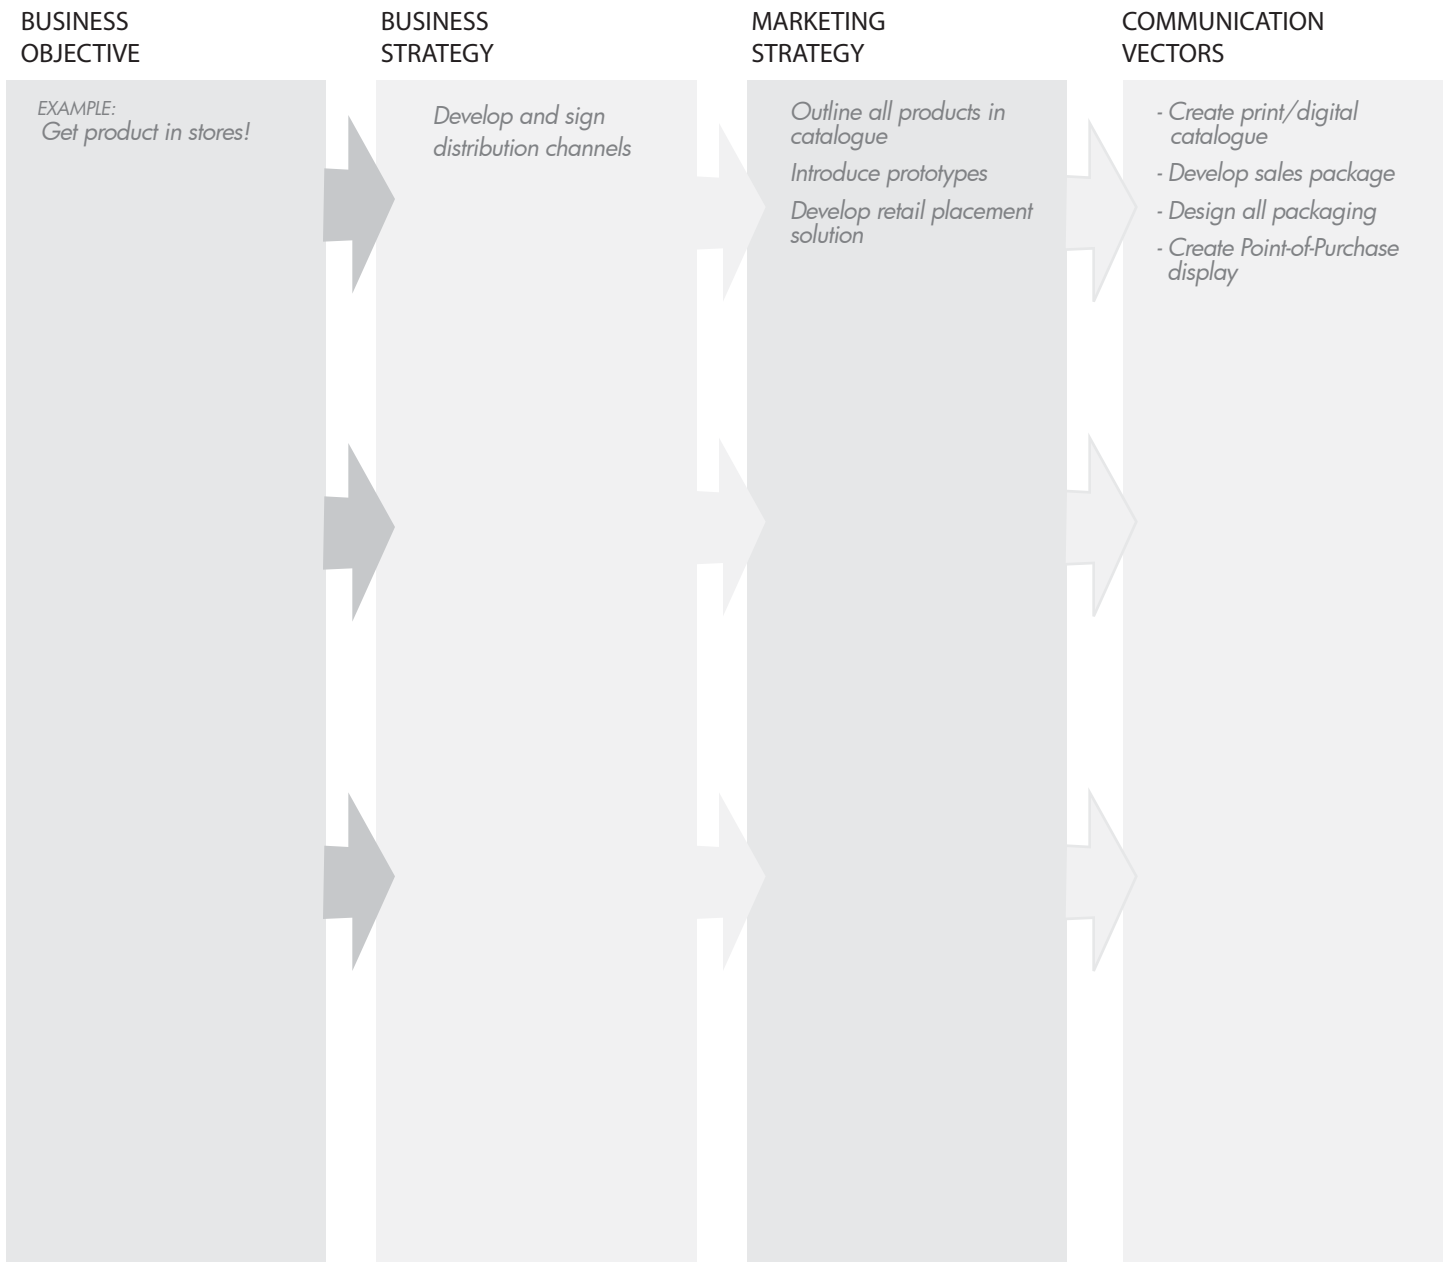 BUSINESS
OBJECTIVE
BUSINESS
STRATEGY
MARKETING
STRATEGY
COMMUNICATION
VECTORS
EXAMPLE:
Get product in stores!
Develop and sign
distribution channels
Outline all products in
catalogue
Introduce prototypes
Develop retail placement
solution
- Create print/digital
catalogue
- Develop sales package
- Design all packaging
- Create Point-of-Purchase
display